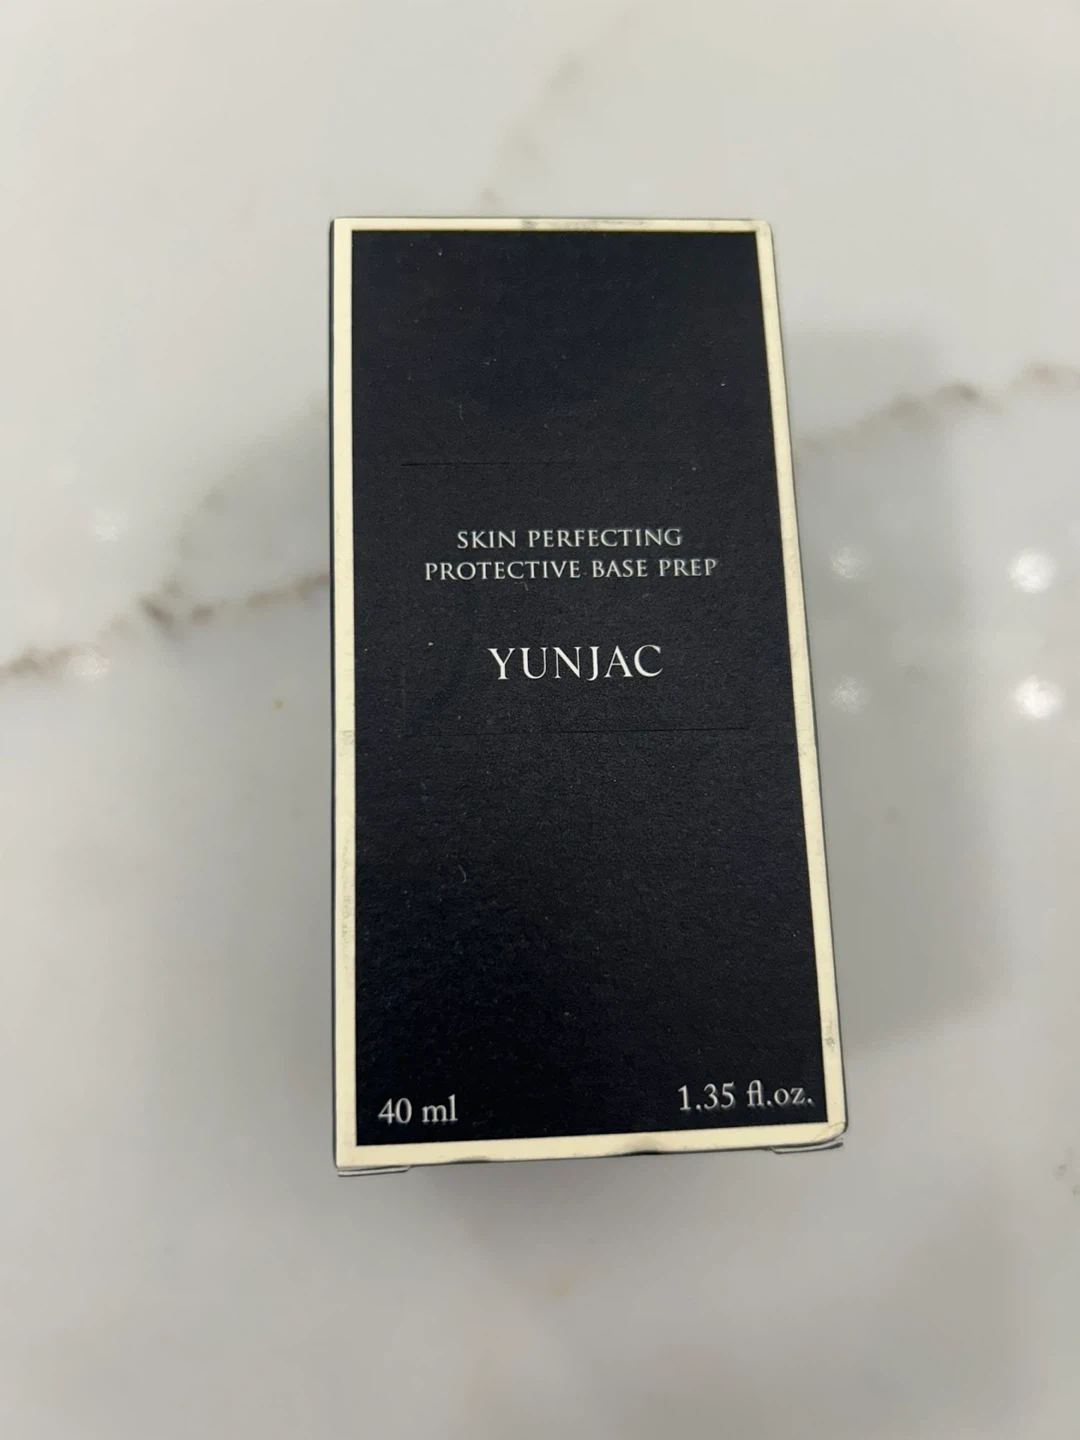 SKIN PERFECTING
PROTECTIVE BASE PREP
YUNJAC
40 ml
1.35 fl.oz.